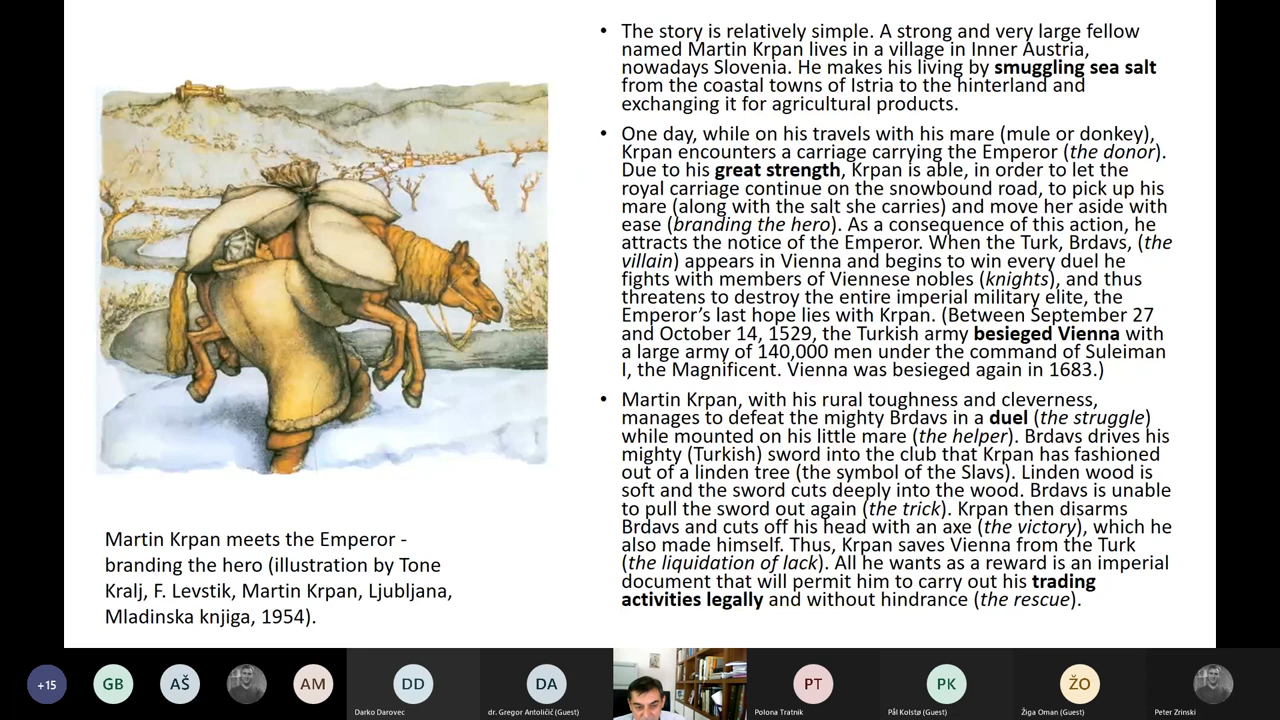 • The story is relatively simple. A strong and very large fellow
named Martin Krpan lives in a village in Inner Austria,
nowadays Slovenia. He makes his living by smuggling sea salt
from the coastal towns of Istria to the hinterland and
exchanging it for agricultural products.
• One day, while on his travels with his mare (mule or donkey),
Krpan encounters a carriage carrying the Emperor (the donor).
Due to his great strength, Krpan is able, in order to let the
royal carriage continue on the snowbound road, to pick up his
mare (along with the salt she carries) and move her aside with
ease (branding the hero). As a consequence of this action, he
attracts the notice of the Emperor. When the Turk, Brdavs, (the
villain) appears in Vienna and begins to win every duel he
fights with members of Viennese nobles (knights), and thus
threatens to destroy the entire imperial military elite, the
Emperor's last hope lies with Krpan. (Between September 27
and October 14, 1529, the Turkish army besieged Vienna with
a large army of 140,000 men under the command of Suleiman
I, the Magnificent. Vienna was besieged again in 1683.)
• Martin Krpan, with his rural toughness and cleverness,
manages to defeat the mighty Brdavs in a duel (the struggle)
while mounted on his little mare (the helper). Brdavs drives his
mighty (Turkish) sword into the club that Krpan has fashioned
out of a linden tree (the symbol of the Slavs). Linden wood is
soft and the sword cuts deeply into the wood. Brdavs is unable
to pull the sword out again (the trick). Krpan then disarms
Brdavs and cuts off his head with an axe (the victory), which he
also made himself. Thus, Krpan saves Vienna from the Turk
(the liquidation of lack). All he wants as a reward is an imperial
document that will permit him to carry out his trading
activities legally and without hindrance (the rescue).
Martin Krpan meets the Emperor -
branding the hero (illustration by Tone
Kralj, F. Levstik, Martin Krpan, Ljubljana,
Mladinska knjiga, 1954).
+15
GB
AŠ
AM
DD
Darko Darovec
DA
dr. Gregor Antoličič (Guest)
PT
Polona Tratnik
PK
Pål Kolstø (Guest)
ŽO
Žiga Oman (Guest)
Peter Zrinski